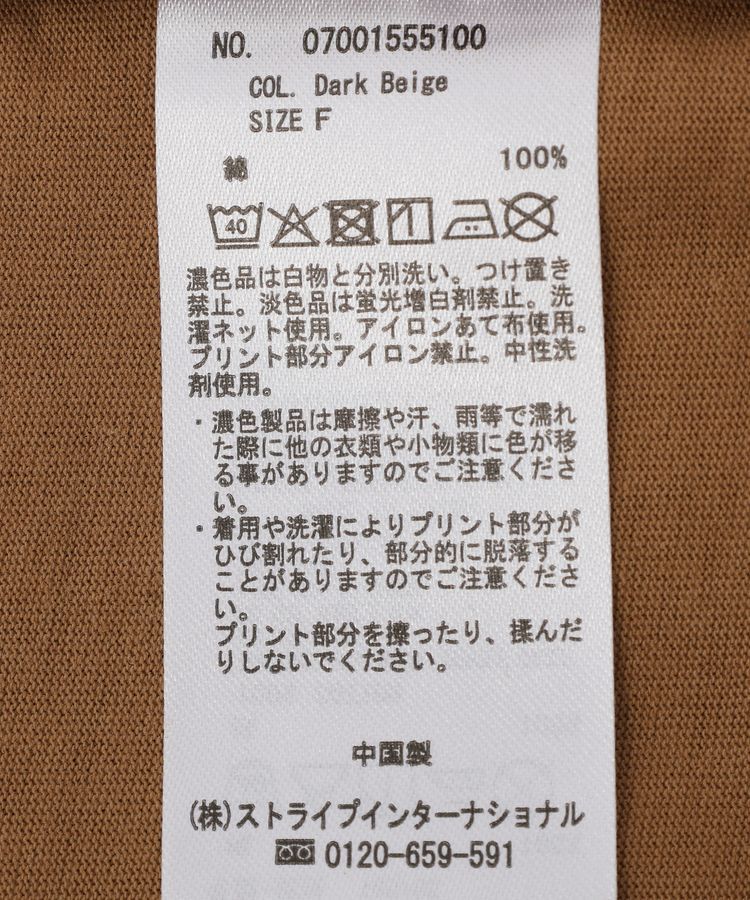 NO. 07001555100
COL. Dark Beige
SIZE F
綿 100%
40
濃色品は白物と分別洗い。つけ置き
禁止。淡色品は蛍光増白剤禁止。洗
濯ネット使用。アイロンあて布使用。
プリント部分アイロン禁止。中性洗
剤使用。
・濃色製品は摩擦や汗、雨等で濡れ
た際に他の衣類や小物類に色が移
る事がありますのでご注意くださ
い。
・着用や洗濯によりプリント部分が
ひび割れたり、部分的に脱落する
ことがありますのでご注意くださ
い。
プリント部分を擦ったり、揉んだ
りしないでください。
中国製
(株)ストライプインターナショナル
0120-659-591